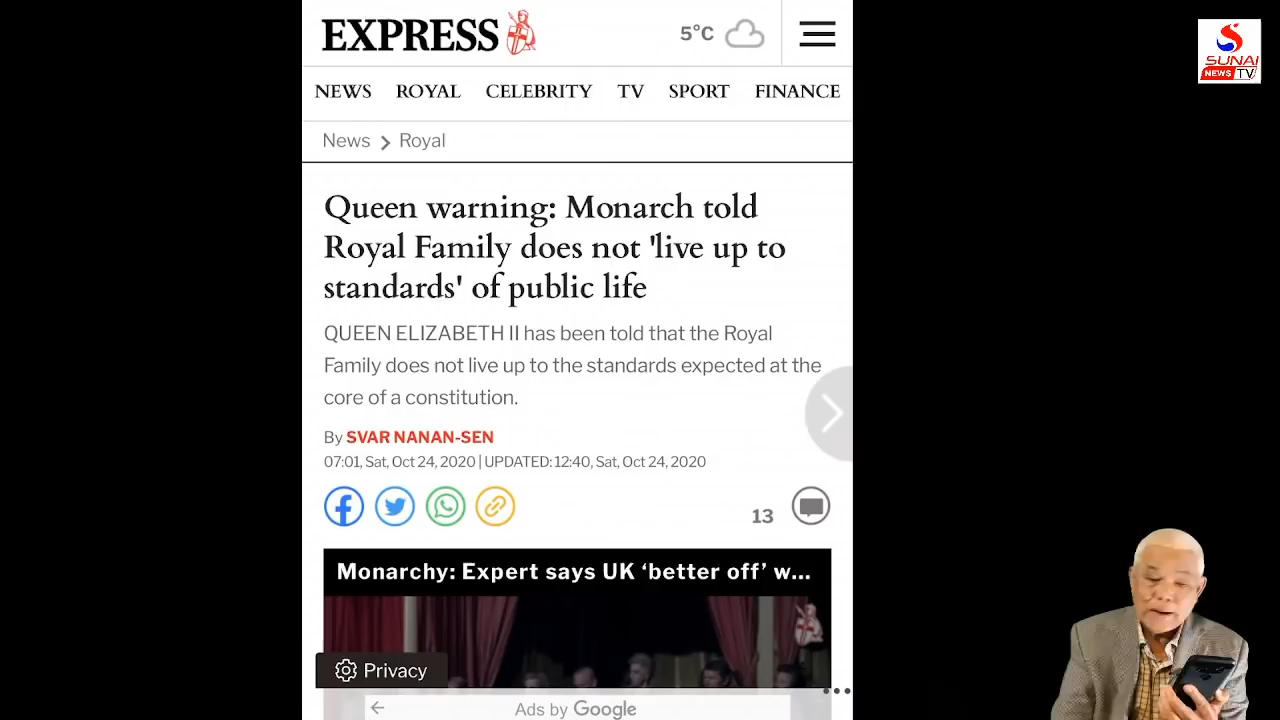 EXPRESS
5°C
SUNAI
NEWS TV
NEWS ROYAL CELEBRITY TV SPORT FINANCE
News > Royal
Queen warning: Monarch told
Royal Family does not 'live up to
standards' of public life
QUEEN ELIZABETH II has been told that the Royal
Family does not live up to the standards expected at the
core of a constitution.
By SVAR NANAN-SEN
07:01, Sat, Oct 24, 2020 | UPDATED: 12:40, Sat, Oct 24, 2020
13
Monarchy: Expert says UK ‘better off’ w...
Privacy
Ads by Google